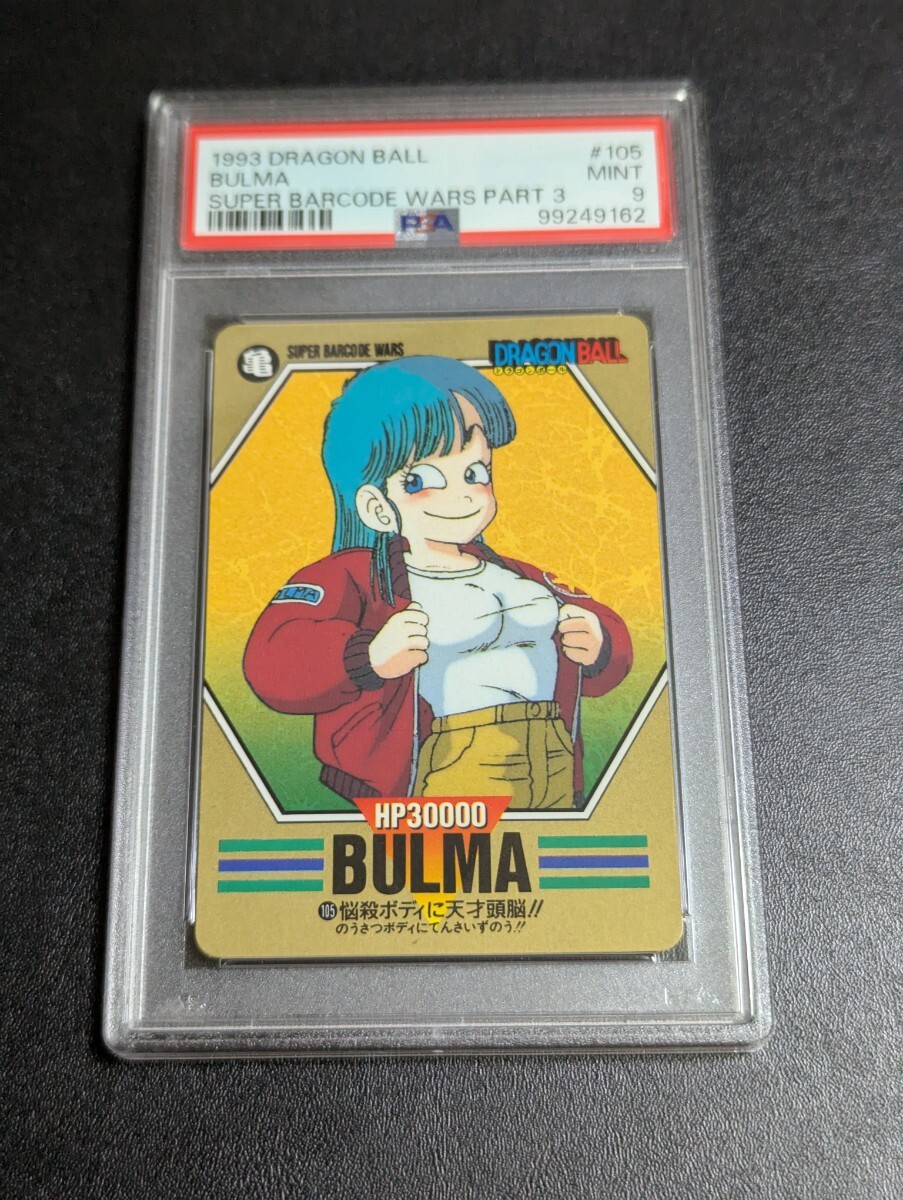 1993 DRAGON BALL #105
BULMA MINT
SUPER BARCODE WARS PART 3 9
PSA 99249162
亀 SUPER BARCODE WARS DRAGON BALL
ドラゴンボール
HP30000
BULMA
105 悩殺ボディに天才頭脳!!
のうさつボディにてんさいずのう!!